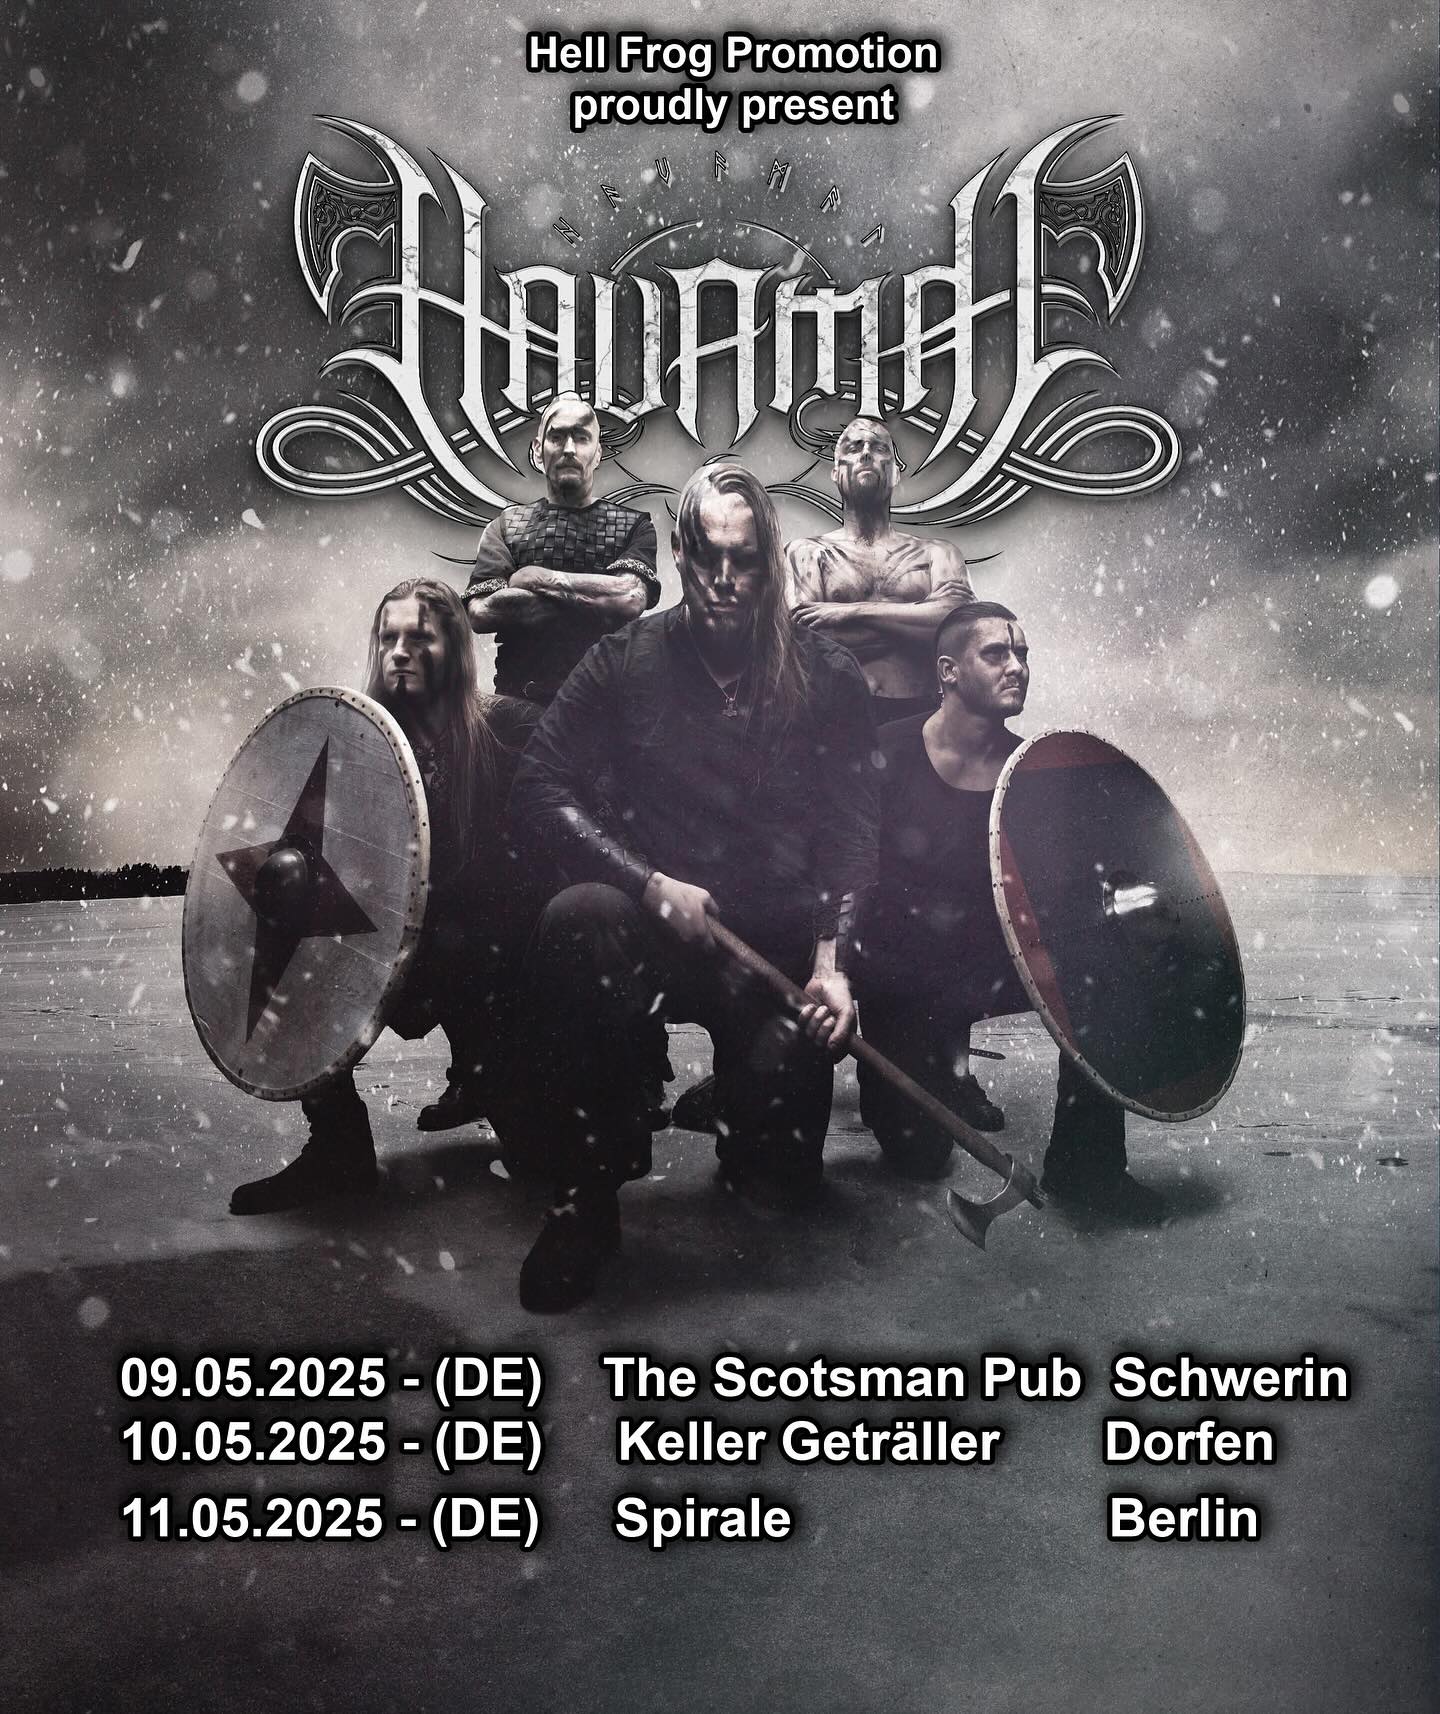 Hell Frog Promotion
proudly present
HAVAMAL
09.05.2025 - (DE) The Scotsman Pub Schwerin
10.05.2025 - (DE) Keller Geträller Dorfen
11.05.2025 - (DE) Spirale Berlin